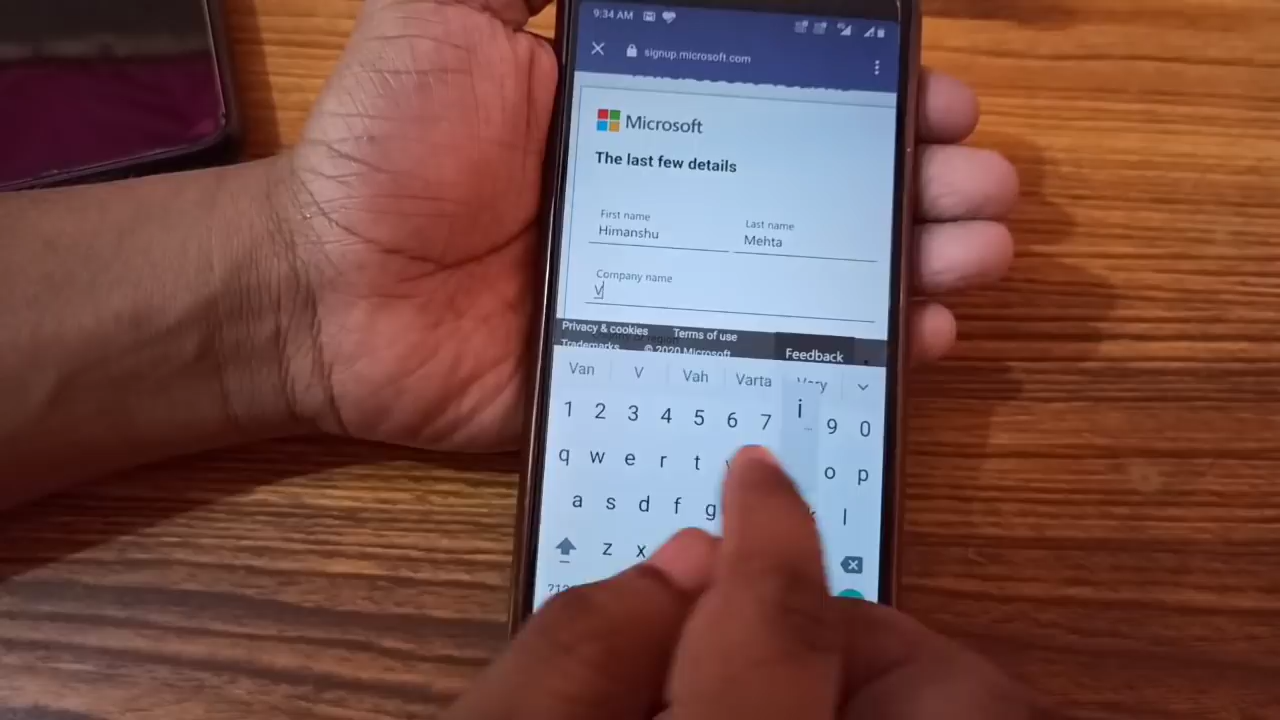 9:34 AM
signup.microsoft.com
Microsoft
The last few details
First name
Last name
Himanshu
Mehta
Company name
V
Privacy & cookies
Terms of use
Trademarks
© 2020 Microsoft
Feedback
Van V Vah Varta
1 2 3 4 5 6 7 i 9 0
q w e r t o p
a s d f g l
z x